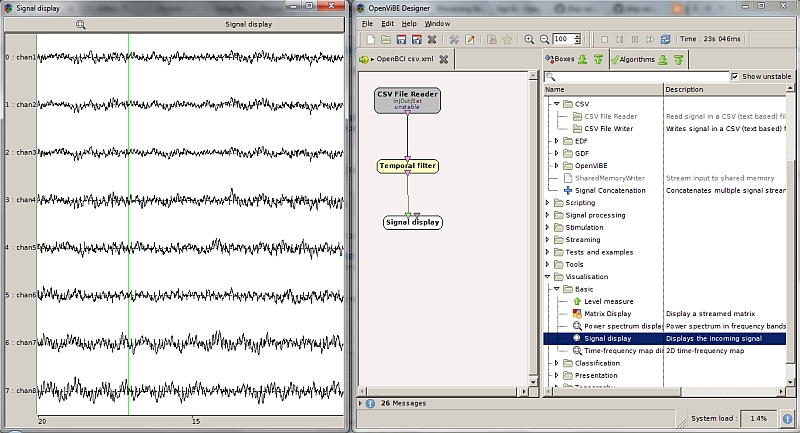 Signal display
Signal display
0 : chan1
1 : chan2
2 : chan3
3 : chan4
4 : chan5
5 : chan6
6 : chan7
7 : chan8
20
15
OpenViBE Designer
File Edit Help Window
100
Time : 23s 046ms
OpenBCI csv.xml
CSV File Reader
In|Out|Set
unstable
Temporal filter
Signal display
Boxes Algorithms
Show unstable
Name Description
CSV
CSV File Reader Read signal in a CSV (text based) fi
CSV File Writer Writes signal in a CSV (text based) f
EDF
GDF
OpenViBE
SharedMemoryWriter Stream input to shared memory
Signal Concatenation Concatenates multiple signal stream
Scripting
Signal processing
Stimulation
Streaming
Tests and examples
Tools
Visualisation
Basic
Level measure
Matrix Display Display a streamed matrix
Power spectrum display Power spectrum in frequency bands
Signal display Displays the incoming signal
Time-frequency map di 2D time-frequency map
Classification
Presentation
26 Messages
System load : 1.4%